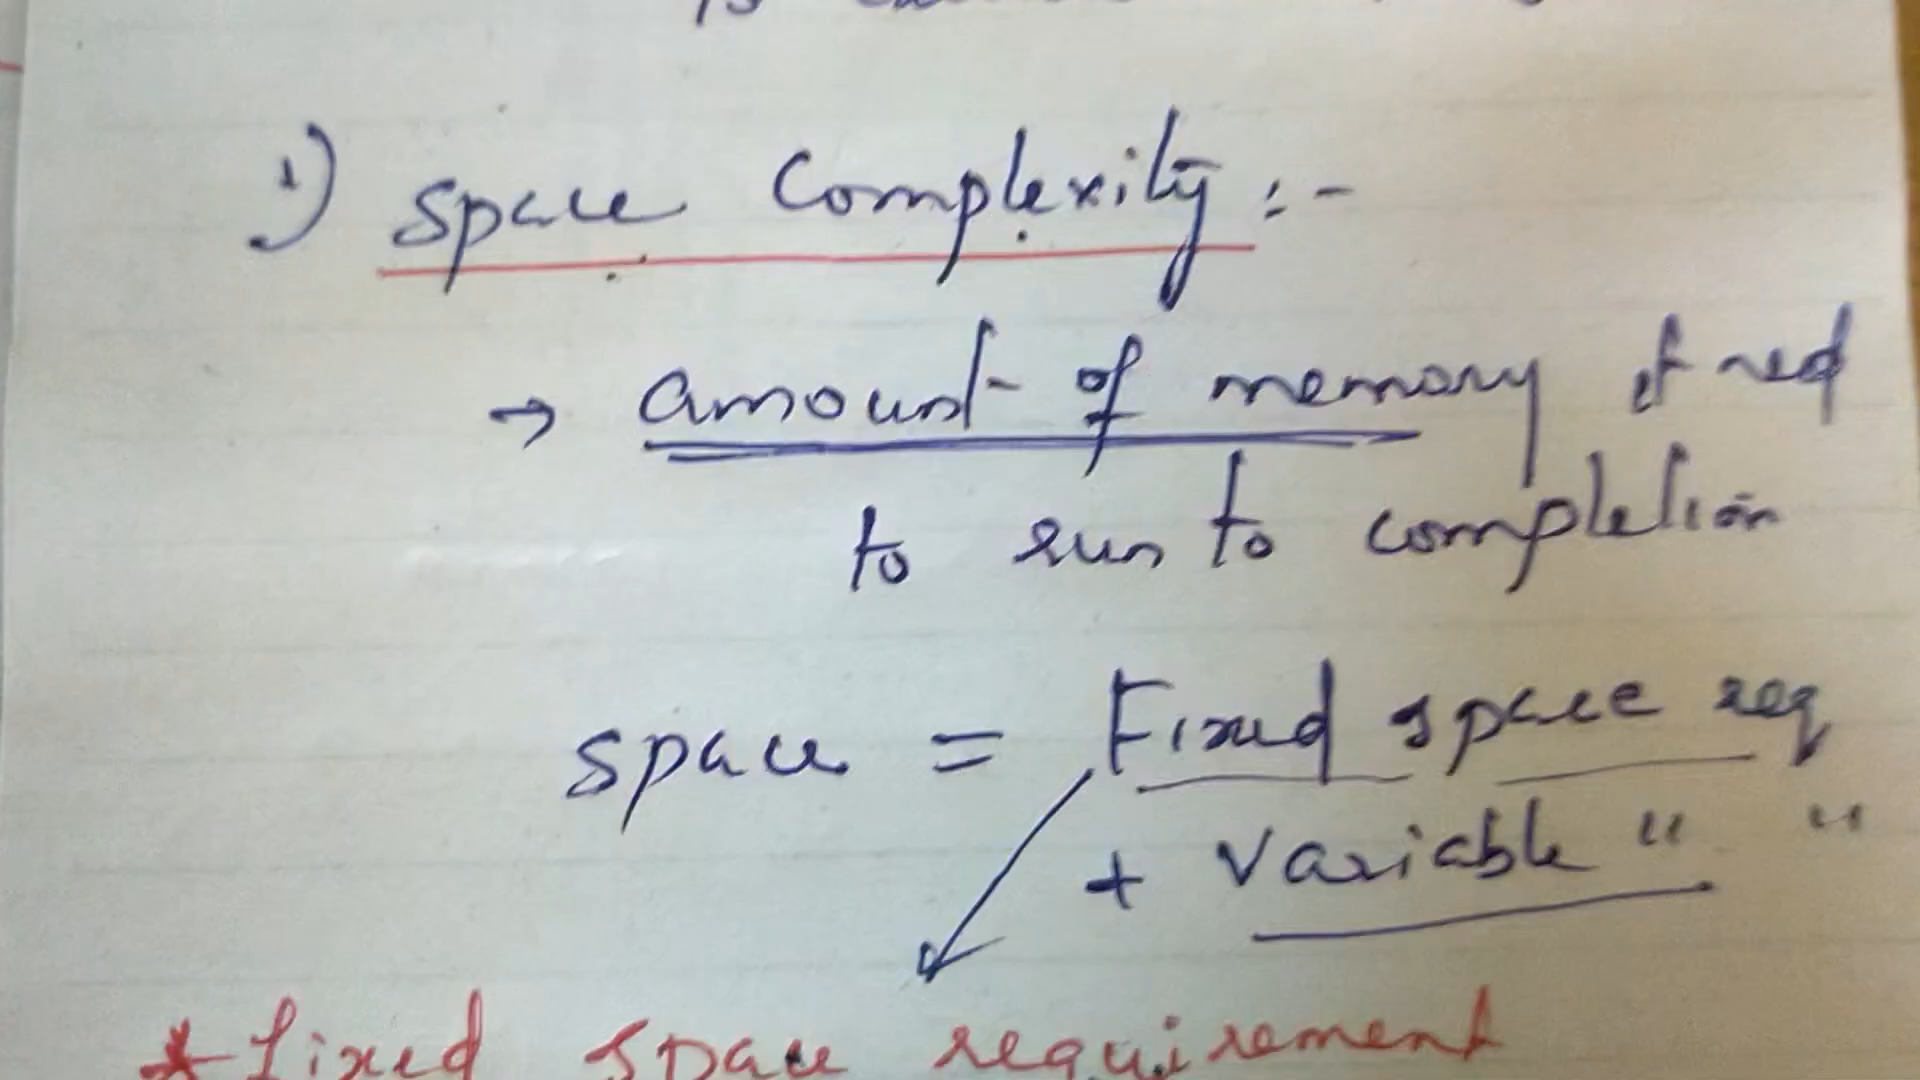 1) Space Complexity :-
→ amount of memory it req
to run to completion
space = Fixed space req
+ Variable " "
* fixed space requirement